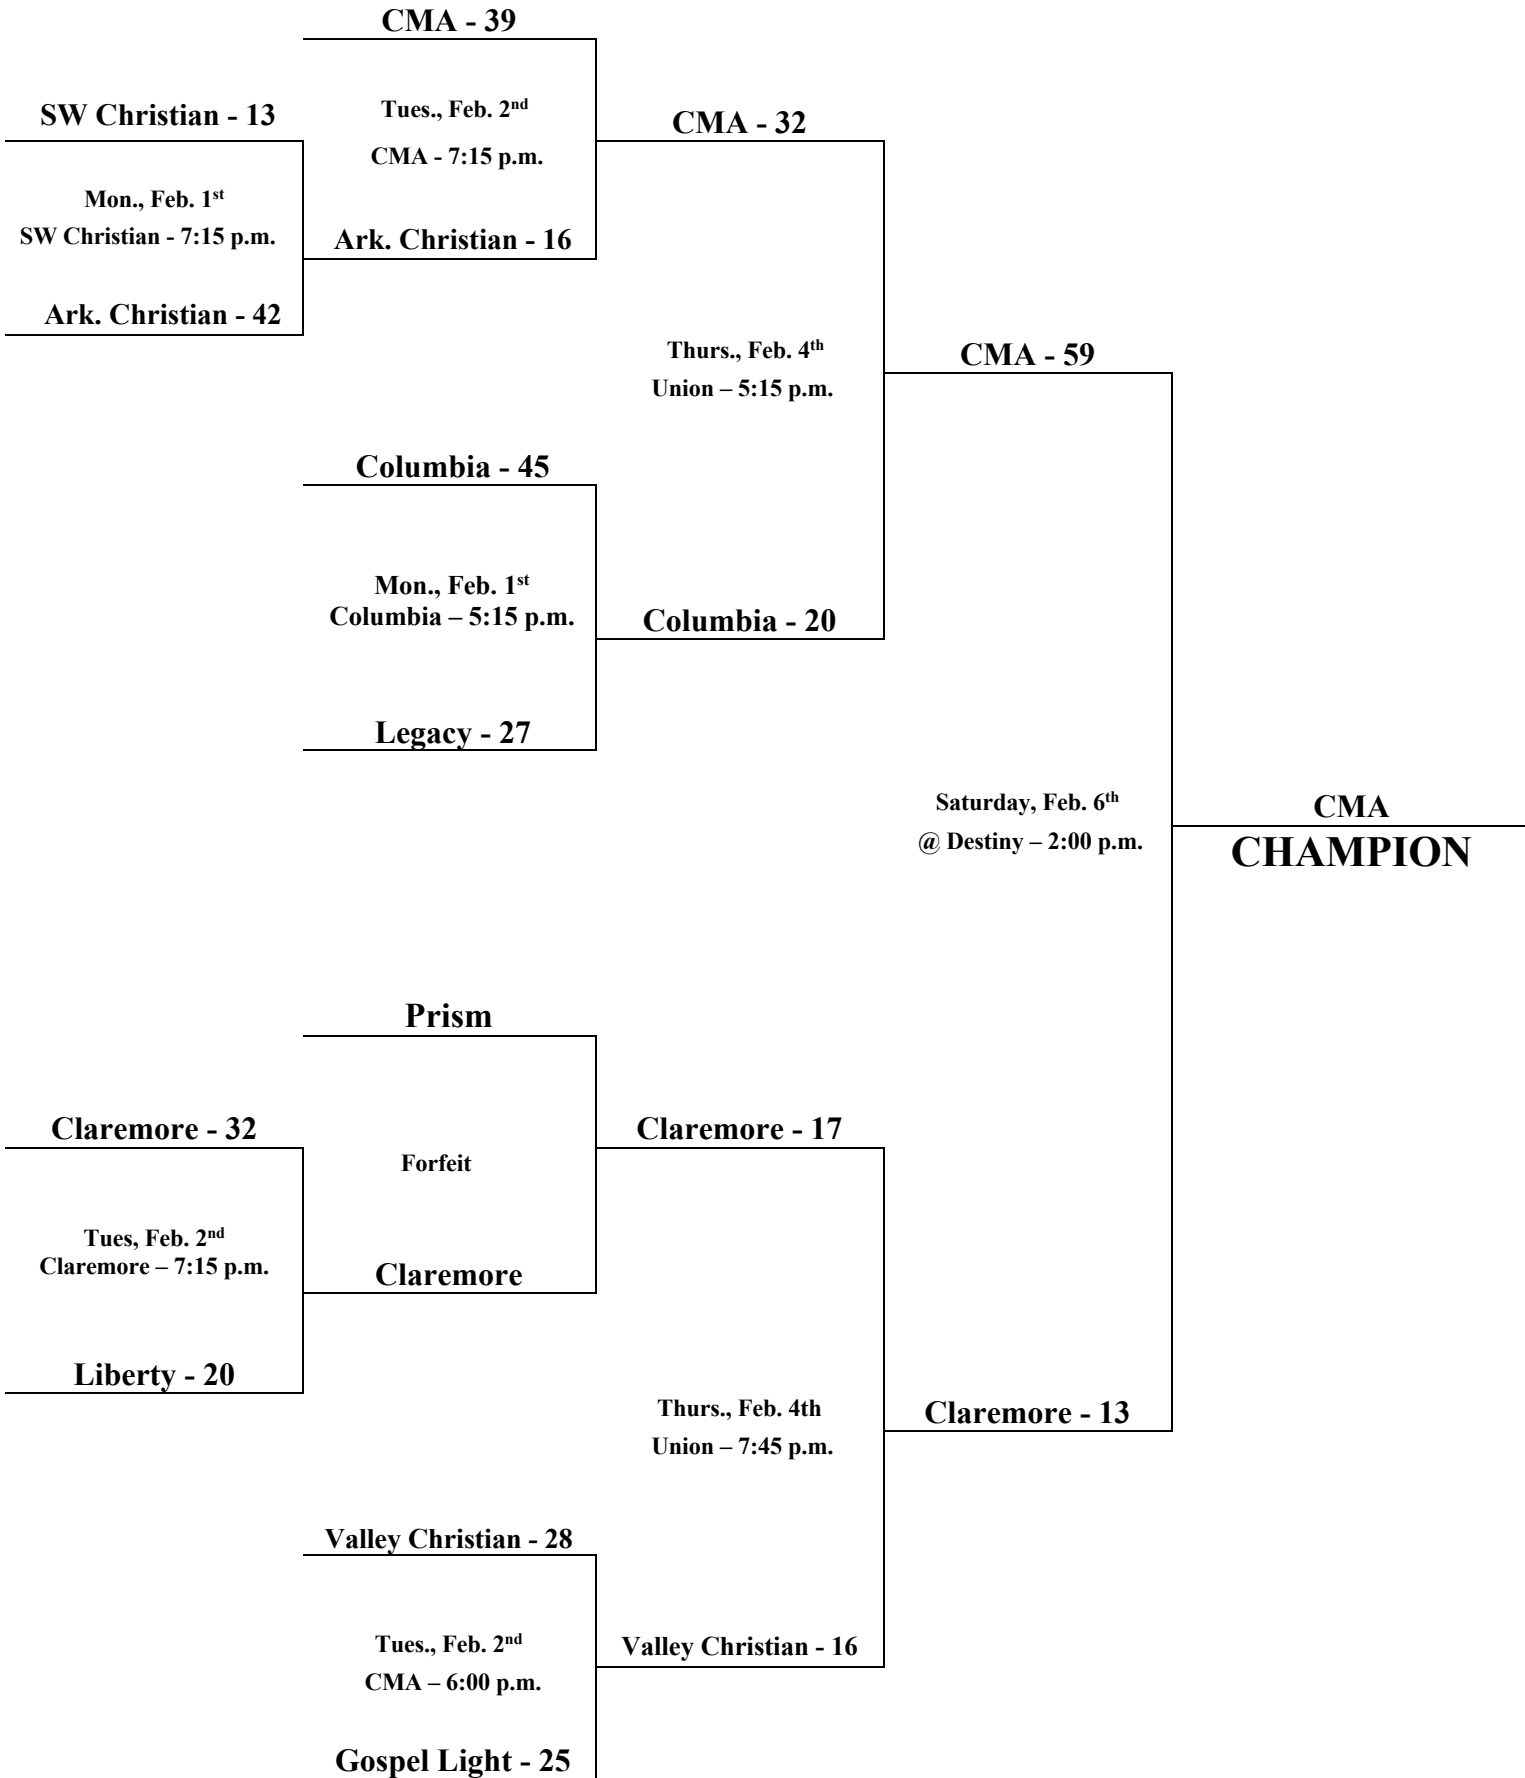 CMA - 39
SW Christian - 13
Tues., Feb. 2nd
CMA - 7:15 p.m.
CMA - 32
Mon., Feb. 1st
SW Christian - 7:15 p.m.
Ark. Christian - 16
Ark. Christian - 42
Thurs., Feb. 4th
Union – 5:15 p.m.
CMA - 59
Columbia - 45
Mon., Feb. 1st
Columbia – 5:15 p.m.
Columbia - 20
Legacy - 27
Saturday, Feb. 6th
@ Destiny – 2:00 p.m.
CMA
CHAMPION
Prism
Claremore - 32
Claremore - 17
Forfeit
Tues, Feb. 2nd
Claremore – 7:15 p.m.
Claremore
Liberty - 20
Thurs., Feb. 4th
Union – 7:45 p.m.
Claremore - 13
Valley Christian - 28
Tues., Feb. 2nd
CMA – 6:00 p.m.
Valley Christian - 16
Gospel Light - 25